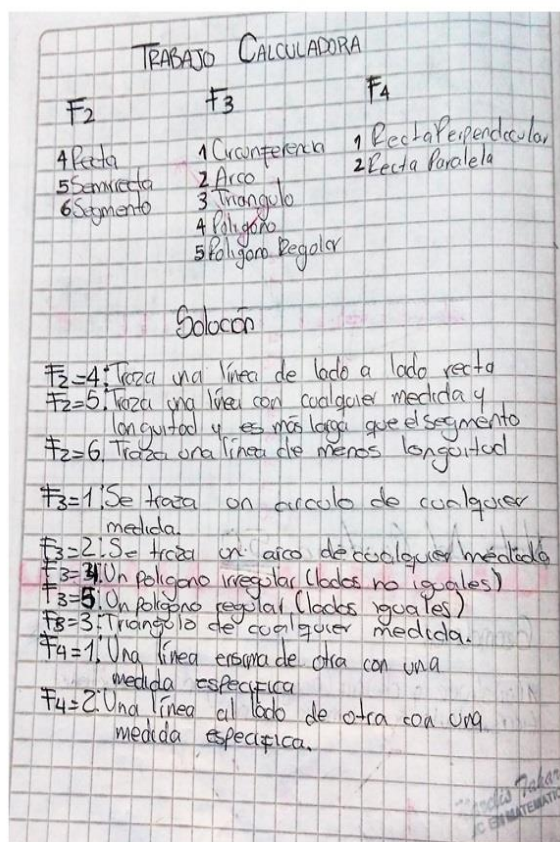 TRABAJO CALCULADORA
F2
4 Recta
5 Semirrecta
6 Segmento
F3
1 Circunferencia
2 Arco
3 Triangulo
4 Poligono
5 Poligono Regular
F4
1 Recta Perpendicular
2 Recta Paralela
Solución
F2=4: Traza una línea de lado a lado recta
F2=5: Traza una línea con cualquier medida y
longuitud y es más larga que el segmento
F2=6. Traza una línea de menos longuitud
F3=1: Se traza un circulo de cualquier
medida.
F3=2: Se traza un arco de cualquier medida
F3=4: Un poligono irregular (lados no iguales)
F3=5: Un poligono regular (lados iguales)
F3=3: Triangulo de cualquier medida.
F4=1: Una línea ensima de otra con una
medida especifica
F4=2: Una línea al lado de otra con una
medida especifica.
EN MATEMATIC